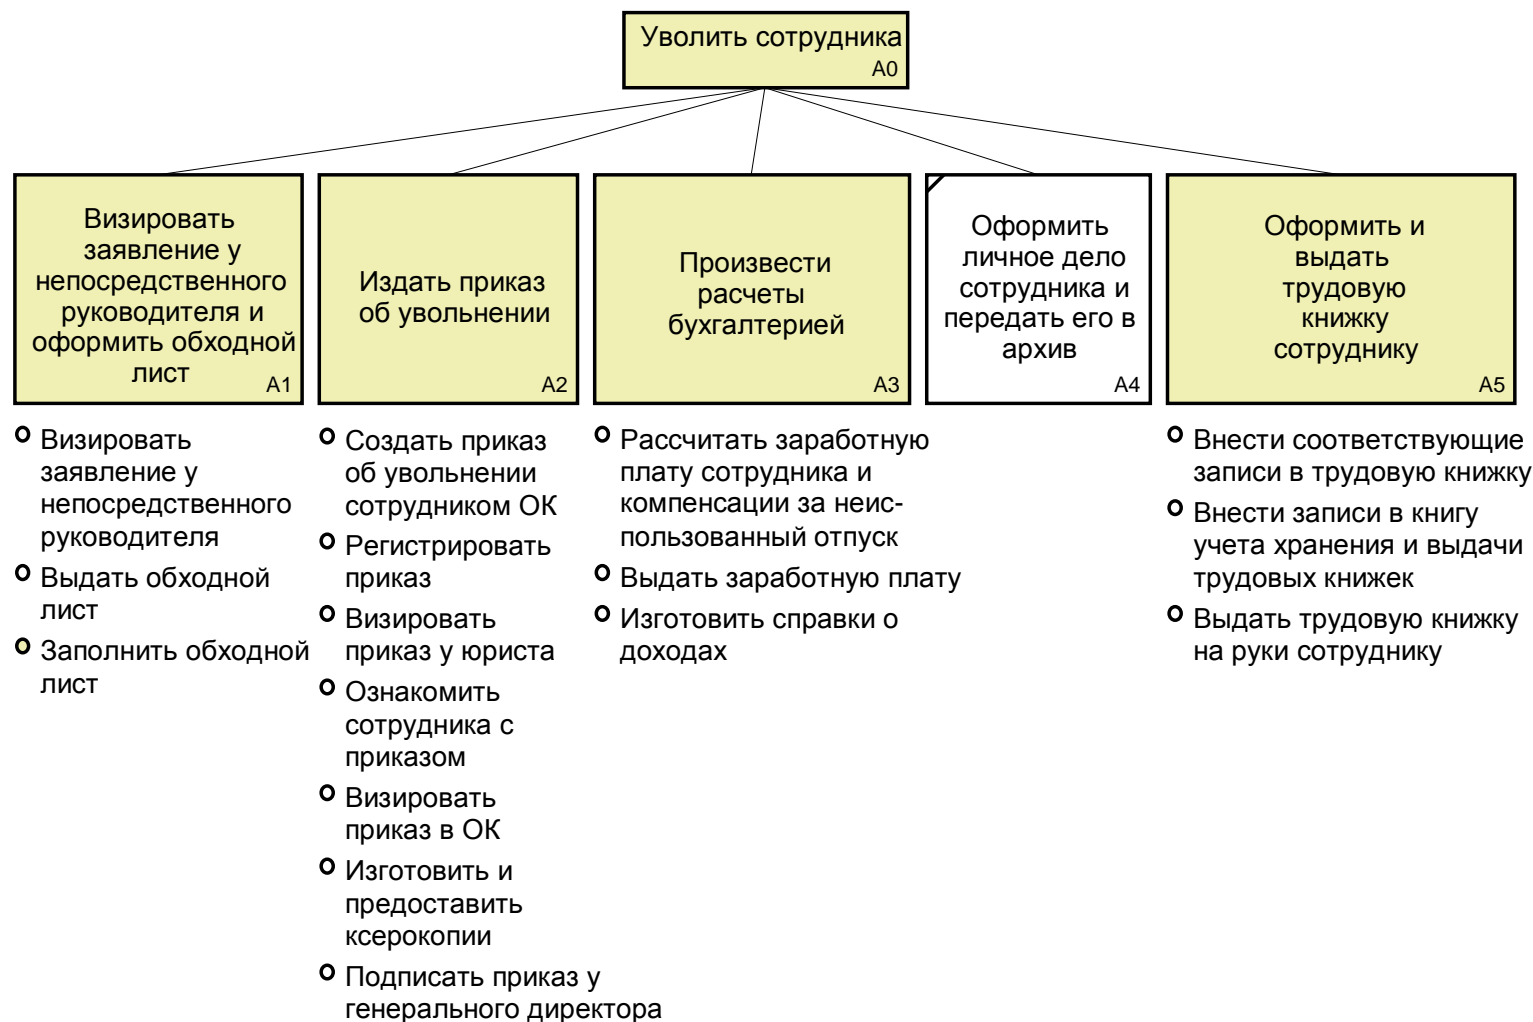 Уволить сотрудника
A0
Визировать
заявление у
непосредственного
руководителя и
оформить обходной
лист
A1
Издать приказ
об увольнении
A2
Произвести
расчеты
бухгалтерией
A3
Оформить
личное дело
сотрудника и
передать его в
архив
A4
Оформить и
выдать
трудовую
книжку
сотруднику
A5
Визировать
заявление у
непосредственного
руководителя
Выдать обходной
лист
Заполнить обходной
лист
Создать приказ
об увольнении
сотрудником ОК
Регистрировать
приказ
Визировать
приказ у юриста
Ознакомить
сотрудника с
приказом
Визировать
приказ в ОК
Изготовить и
предоставить
ксерокопии
Подписать приказ у
генерального директора
Рассчитать заработную
плату сотрудника и
компенсации за неис-
пользованный отпуск
Выдать заработную плату
Изготовить справки о
доходах
Внести соответствующие
записи в трудовую книжку
Внести записи в книгу
учета хранения и выдачи
трудовых книжек
Выдать трудовую книжку
на руки сотруднику